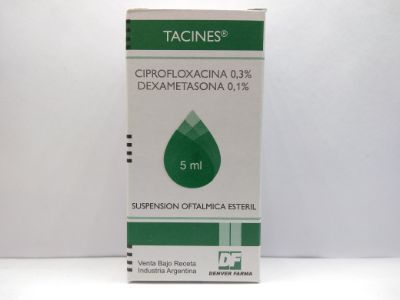 TACINES®
CIPROFLOXACINA 0,3%
DEXAMETASONA 0,1%
5 ml
SUSPENSION OFTALMICA ESTERIL
Venta Bajo Receta
Industria Argentina
DF
DENVER FARMA